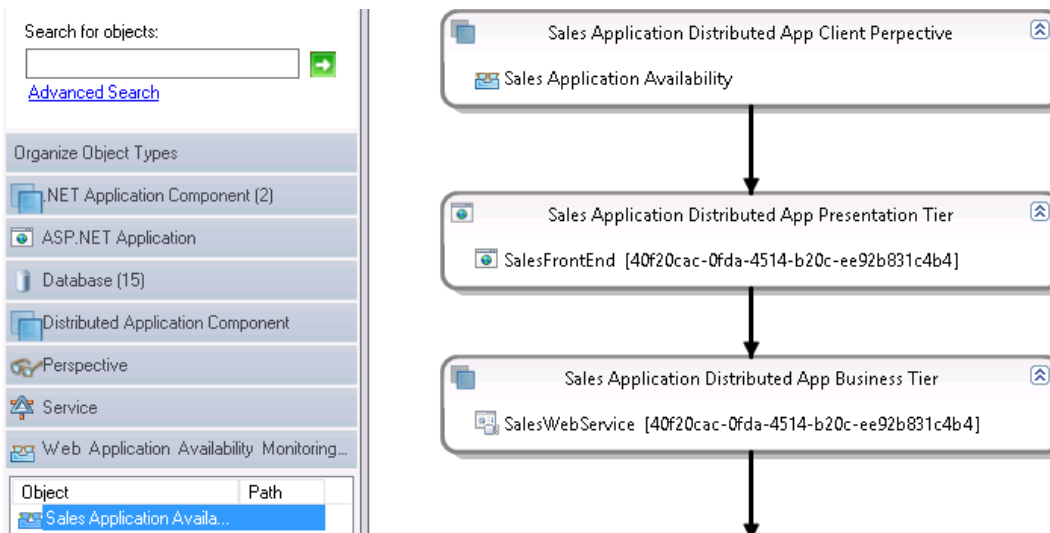 Search for objects:
Advanced Search
Organize Object Types
.NET Application Component (2)
ASP.NET Application
Database (15)
Distributed Application Component
Perspective
Service
Web Application Availability Monitoring...
Object Path
Sales Application Availa...
Sales Application Distributed App Client Perpective
Sales Application Availability
Sales Application Distributed App Presentation Tier
SalesFrontEnd [40f20cac-0fda-4514-b20c-ee92b831c4b4]
Sales Application Distributed App Business Tier
SalesWebService [40f20cac-0fda-4514-b20c-ee92b831c4b4]